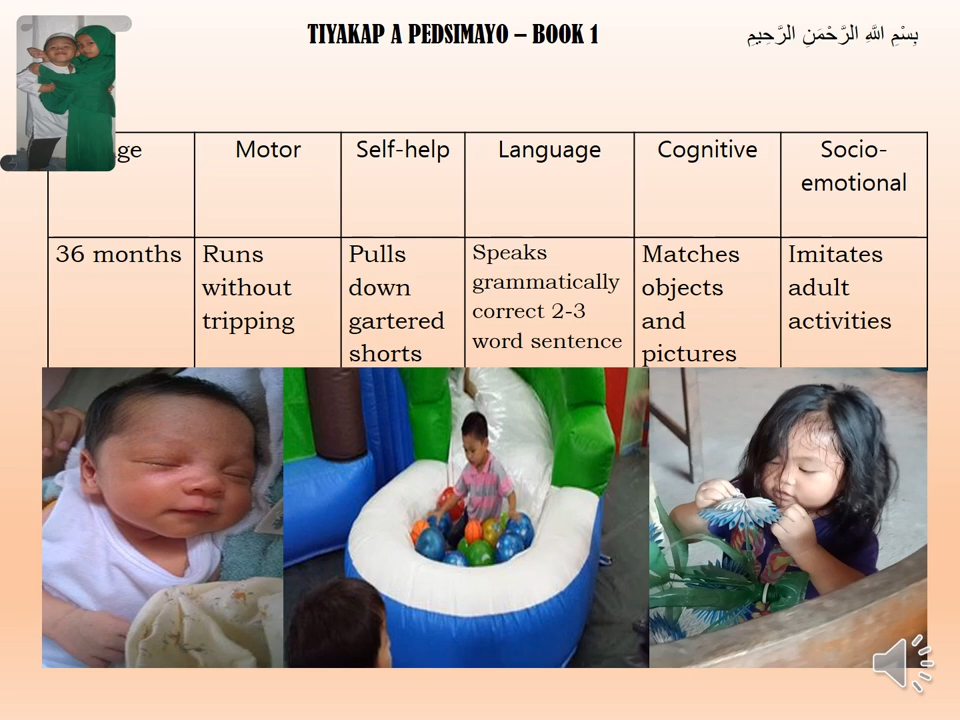 TIYAKAP A PEDSIMAYO – BOOK 1
بِسْمِ اللَّهِ الرَّحْمَنِ الرَّحِيمِ
ge Motor Self-help Language Cognitive Socio-
emotional
36 months
Runs
without
tripping
Pulls
down
gartered
shorts
Speaks
grammatically
correct 2-3
word sentence
Matches
objects
and
pictures
Imitates
adult
activities